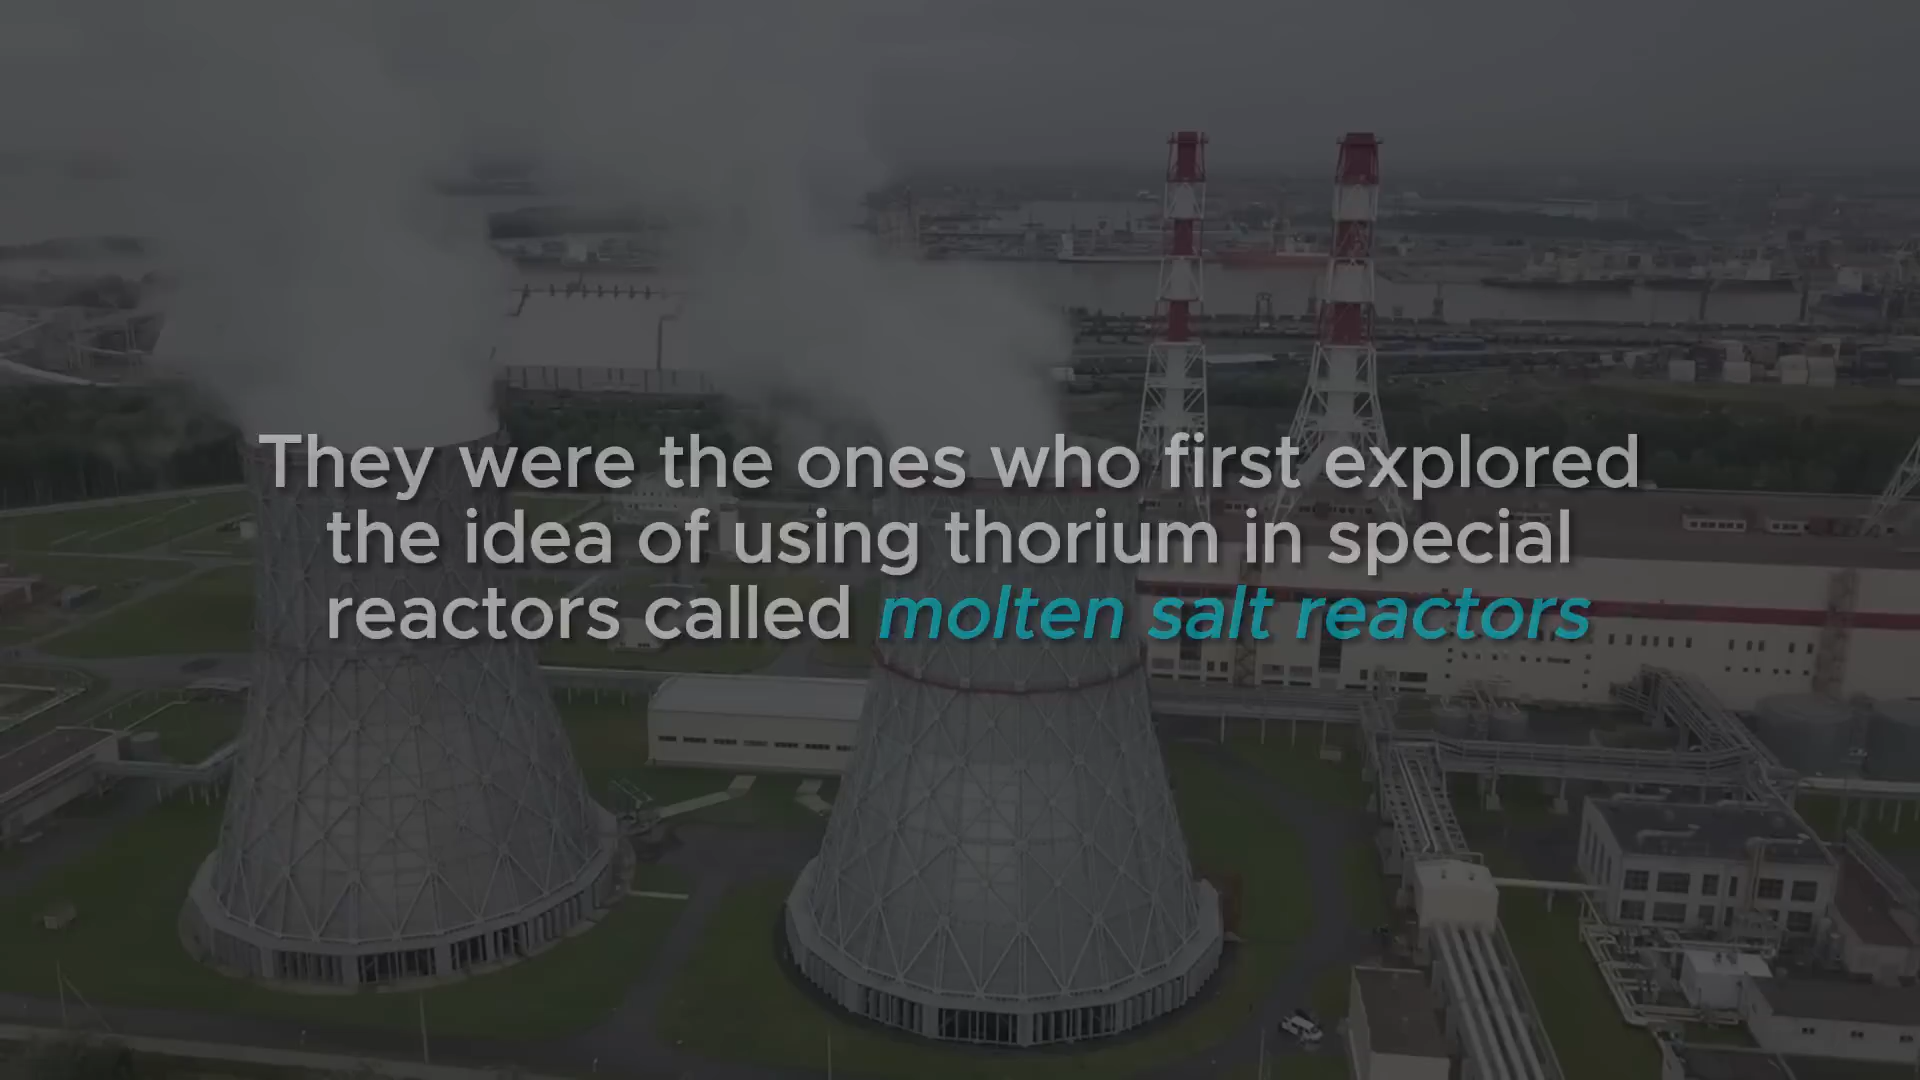 They were the ones who first explored
the idea of using thorium in special
reactors called molten salt reactors